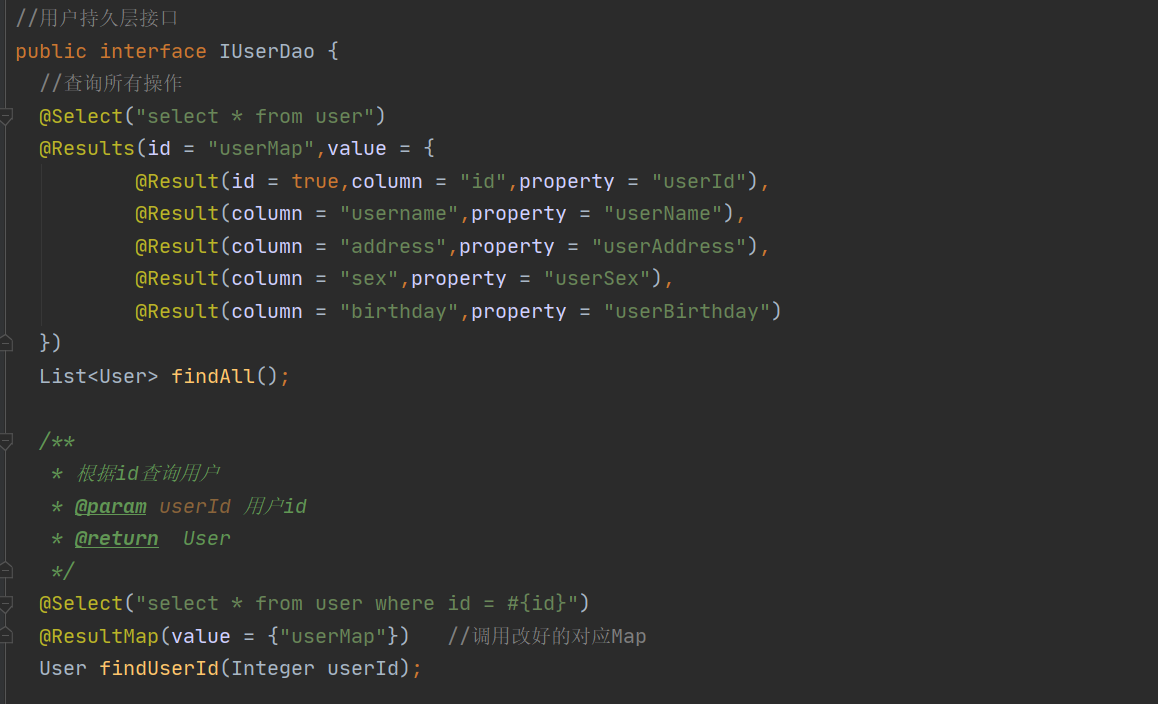 //用户持久层接口
public interface IUserDao {
//查询所有操作
@Select("select * from user")
@Results(id = "userMap",value = {
@Result(id = true,column = "id",property = "userId"),
@Result(column = "username",property = "userName"),
@Result(column = "address",property = "userAddress"),
@Result(column = "sex",property = "userSex"),
@Result(column = "birthday",property = "userBirthday")
})
List<User> findAll();
/**
* 根据id查询用户
* @param userId 用户id
* @return  User
*/
@Select("select * from user where id = #{id}")
@ResultMap(value = {"userMap"})   //调用改好的对应Map
User findUserId(Integer userId);